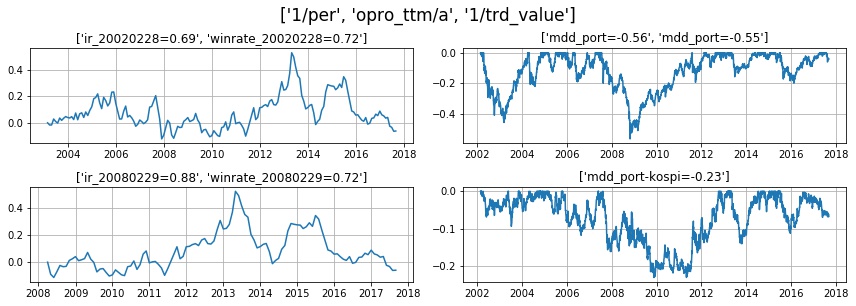 ['1/per', 'opro_ttm/a', '1/trd_value']
['ir_20020228=0.69', 'winrate_20020228=0.72']
0.4
0.2
0.0
2004 2006 2008 2010 2012 2014 2016 2018
['mdd_port=-0.56', 'mdd_port=-0.55']
0.0
−0.2
−0.4
2002 2004 2006 2008 2010 2012 2014 2016 2018
['ir_20080229=0.88', 'winrate_20080229=0.72']
0.4
0.2
0.0
2008 2009 2010 2011 2012 2013 2014 2015 2016 2017 2018
['mdd_port-kospi=-0.23']
0.0
−0.1
−0.2
2002 2004 2006 2008 2010 2012 2014 2016 2018